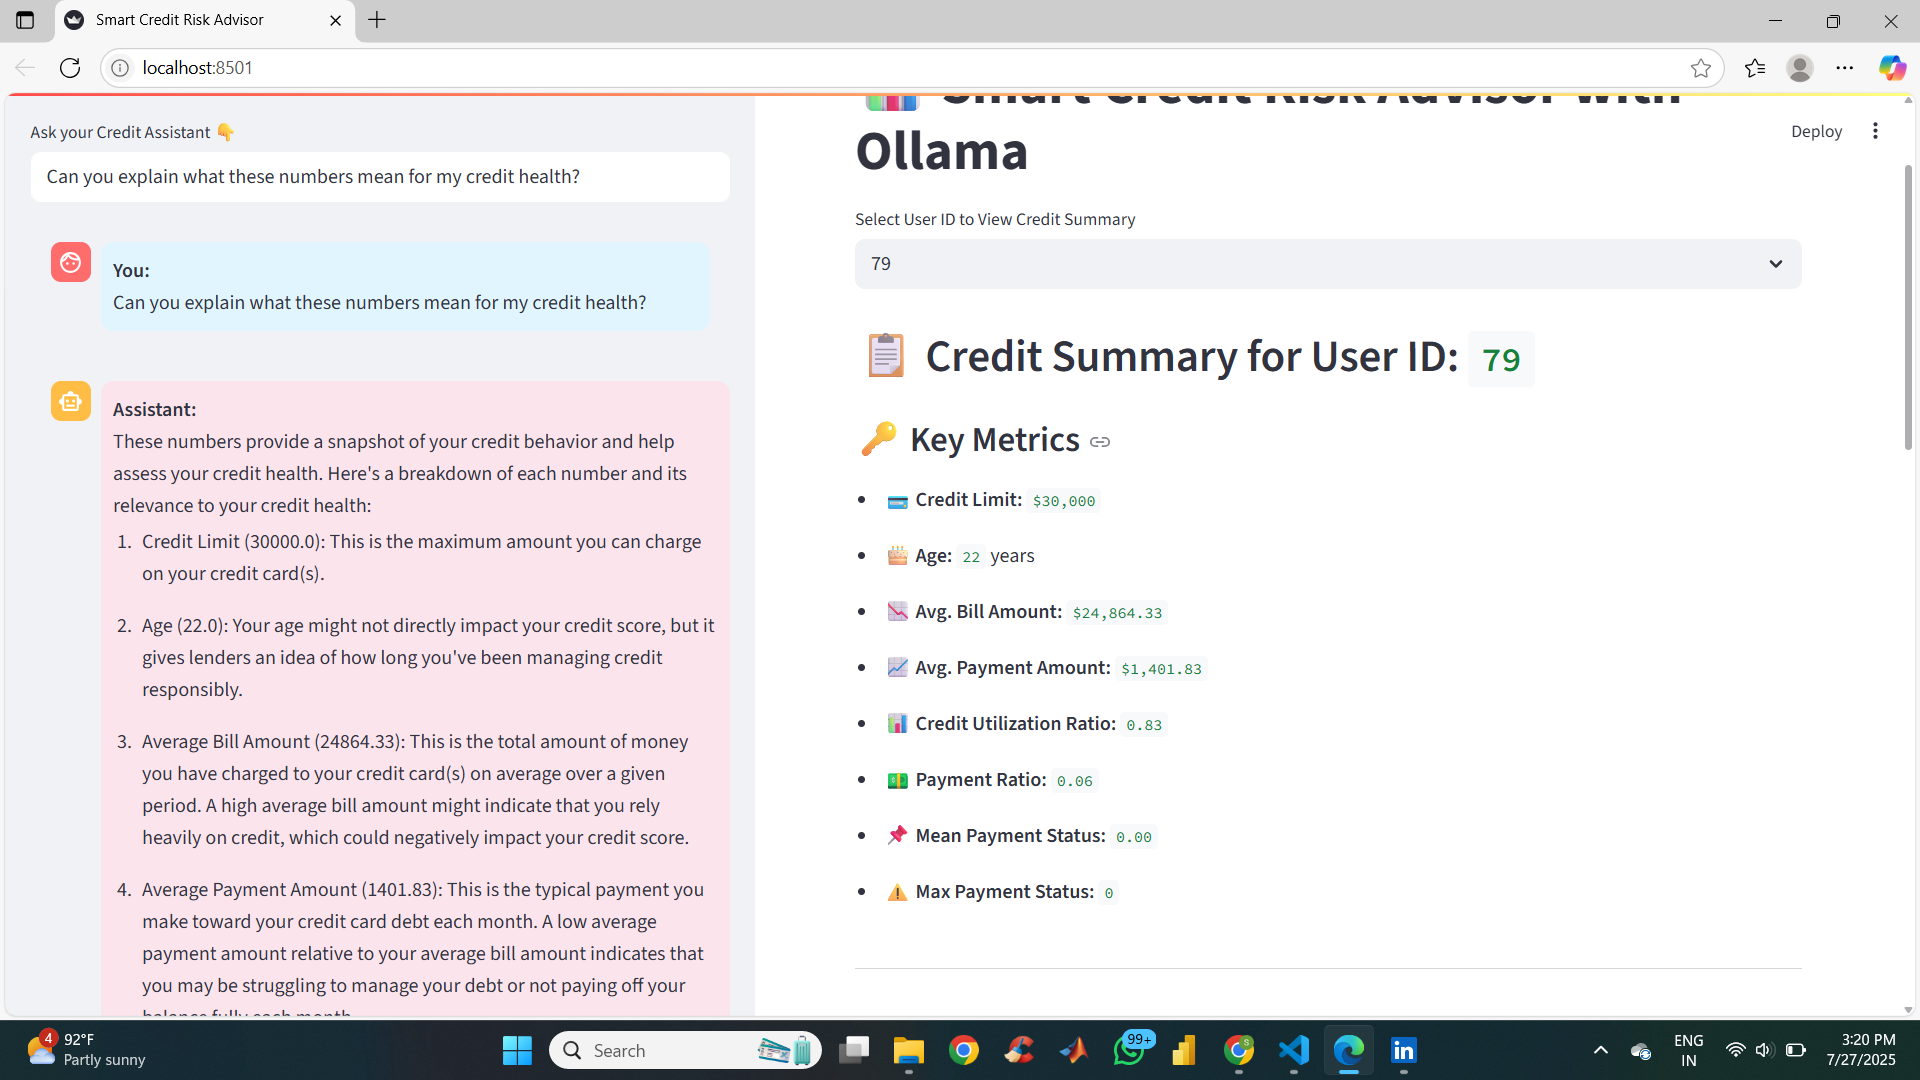 Smart Credit Risk Advisor
localhost:8501
Ask your Credit Assistant 👇
Can you explain what these numbers mean for my credit health?
You:
Can you explain what these numbers mean for my credit health?
Assistant:
These numbers provide a snapshot of your credit behavior and help
assess your credit health. Here's a breakdown of each number and its
relevance to your credit health:
1. Credit Limit (30000.0): This is the maximum amount you can charge
on your credit card(s).
2. Age (22.0): Your age might not directly impact your credit score, but it
gives lenders an idea of how long you've been managing credit
responsibly.
3. Average Bill Amount (24864.33): This is the total amount of money
you have charged to your credit card(s) on average over a given
period. A high average bill amount might indicate that you rely
heavily on credit, which could negatively impact your credit score.
4. Average Payment Amount (1401.83): This is the typical payment you
make toward your credit card debt each month. A low average
payment amount relative to your average bill amount indicates that
you may be struggling to manage your debt or not paying off your
balance fully each month.
Smart Credit Risk Advisor with
Ollama
Deploy
Select User ID to View Credit Summary
79
📋 Credit Summary for User ID: 79
🔑 Key Metrics
• 💳 Credit Limit: $30,000
• 🎂 Age: 22 years
• 📉 Avg. Bill Amount: $24,864.33
• 📈 Avg. Payment Amount: $1,401.83
• 📊 Credit Utilization Ratio: 0.83
• 💵 Payment Ratio: 0.06
• 📌 Mean Payment Status: 0.00
• ⚠️ Max Payment Status: 0
4
92°F
Partly sunny
Search
99+
S
in
ENG
IN
3:20 PM
7/27/2025